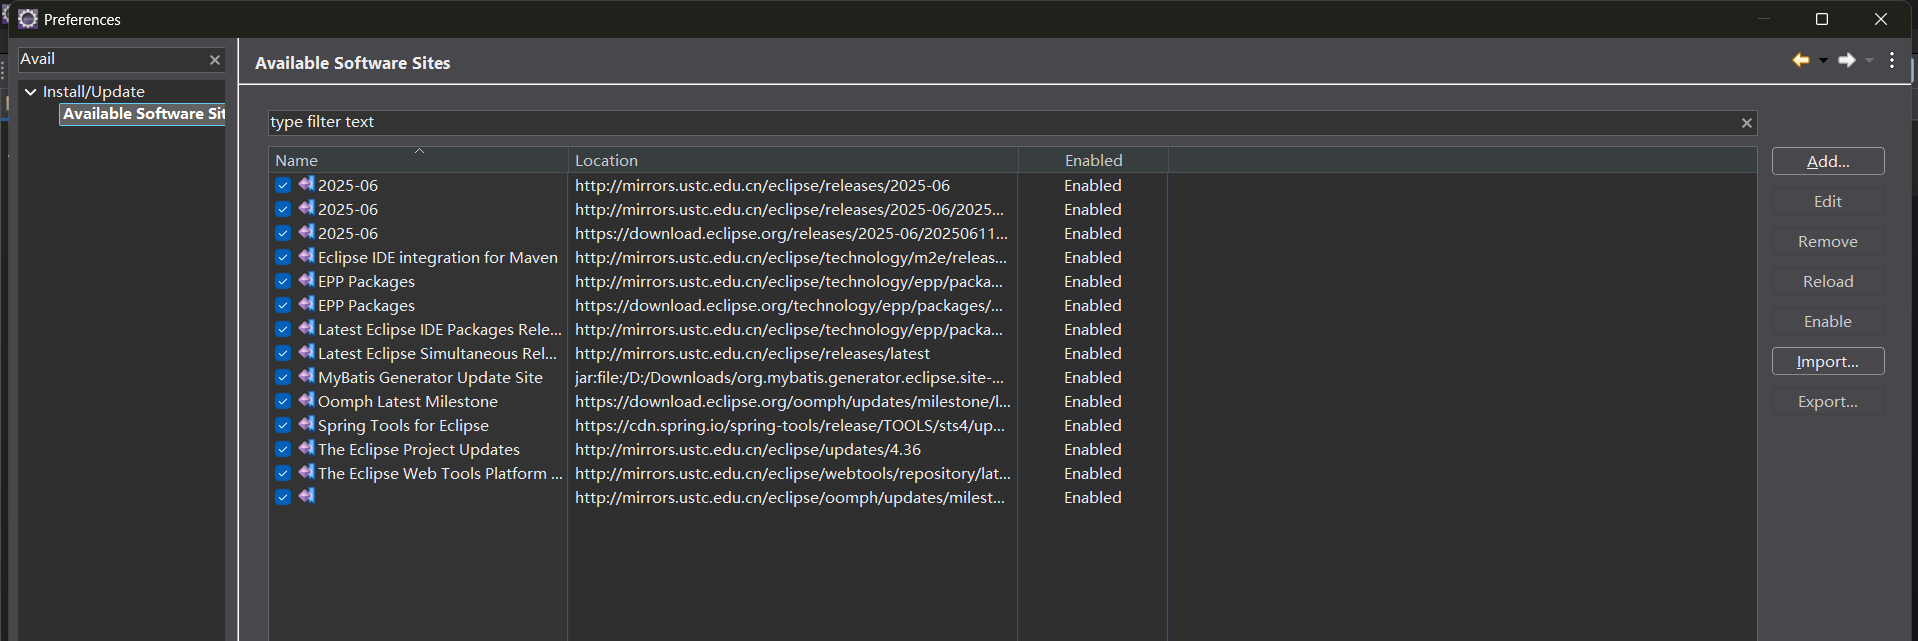 Preferences
Avail
Install/Update
Available Software Sit
Available Software Sites
type filter text
Name Location Enabled
2025-06 http://mirrors.ustc.edu.cn/eclipse/releases/2025-06 Enabled
2025-06 http://mirrors.ustc.edu.cn/eclipse/releases/2025-06/2025... Enabled
2025-06 https://download.eclipse.org/releases/2025-06/20250611... Enabled
Eclipse IDE integration for Maven http://mirrors.ustc.edu.cn/eclipse/technology/m2e/releas... Enabled
EPP Packages http://mirrors.ustc.edu.cn/eclipse/technology/epp/packa... Enabled
EPP Packages https://download.eclipse.org/technology/epp/packages/... Enabled
Latest Eclipse IDE Packages Rele... http://mirrors.ustc.edu.cn/eclipse/technology/epp/packa... Enabled
Latest Eclipse Simultaneous Rel... http://mirrors.ustc.edu.cn/eclipse/releases/latest Enabled
MyBatis Generator Update Site jar:file:/D:/Downloads/org.mybatis.generator.eclipse.site-... Enabled
Oomph Latest Milestone https://download.eclipse.org/oomph/updates/milestone/l... Enabled
Spring Tools for Eclipse https://cdn.spring.io/spring-tools/release/TOOLS/sts4/up... Enabled
The Eclipse Project Updates http://mirrors.ustc.edu.cn/eclipse/updates/4.36 Enabled
The Eclipse Web Tools Platform ... http://mirrors.ustc.edu.cn/eclipse/webtools/repository/lat... Enabled
http://mirrors.ustc.edu.cn/eclipse/oomph/updates/milest... Enabled
Add...
Edit
Remove
Reload
Enable
Import...
Export...